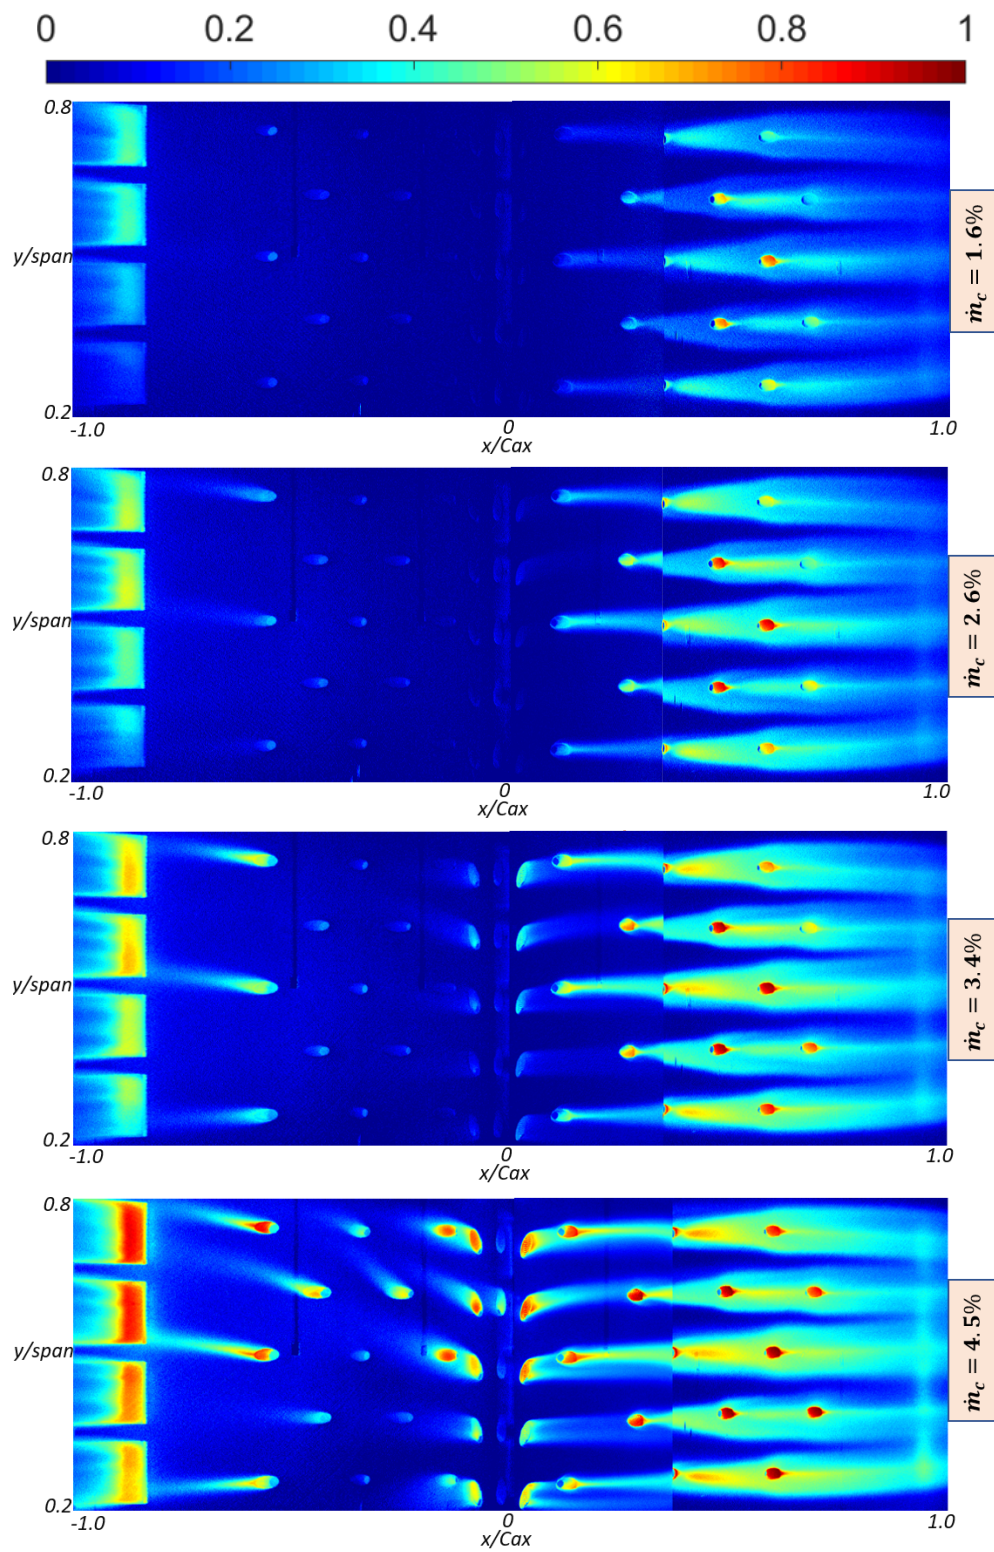 0 0.2 0.4 0.6 0.8 1
0.8
y/span
0.2
-1.0 0 1.0
x/Cax
ṁc = 1.6%
0.8
y/span
0.2
-1.0 0 1.0
x/Cax
ṁc = 2.6%
0.8
y/span
0.2
-1.0 0 1.0
x/Cax
ṁc = 3.4%
0.8
y/span
0.2
-1.0 0 1.0
x/Cax
ṁc = 4.5%